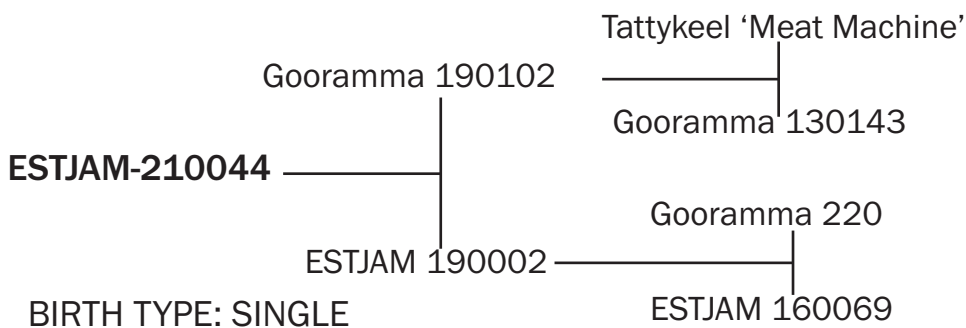 Tattykeel ‘Meat Machine’
Gooramma 190102
Gooramma 130143
ESTJAM-210044
Gooramma 220
ESTJAM 190002
ESTJAM 160069
BIRTH TYPE: SINGLE